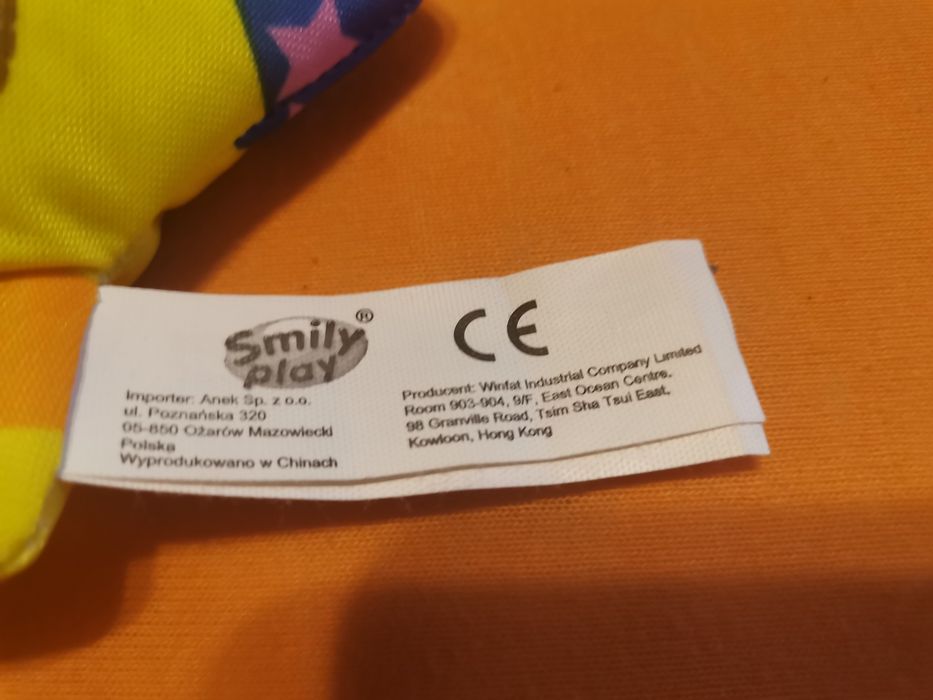 Smily
play
®
CE
Importer: Anek Sp. z o.o.
ul. Poznańska 320
05-850 Ożarów Mazowiecki
Polska
Wyprodukowano w Chinach
Producent: Winfat Industrial Company Limited
Room 903-904, 9/F, East Ocean Centre,
98 Granville Road, Tsim Sha Tsui East,
Kowloon, Hong Kong